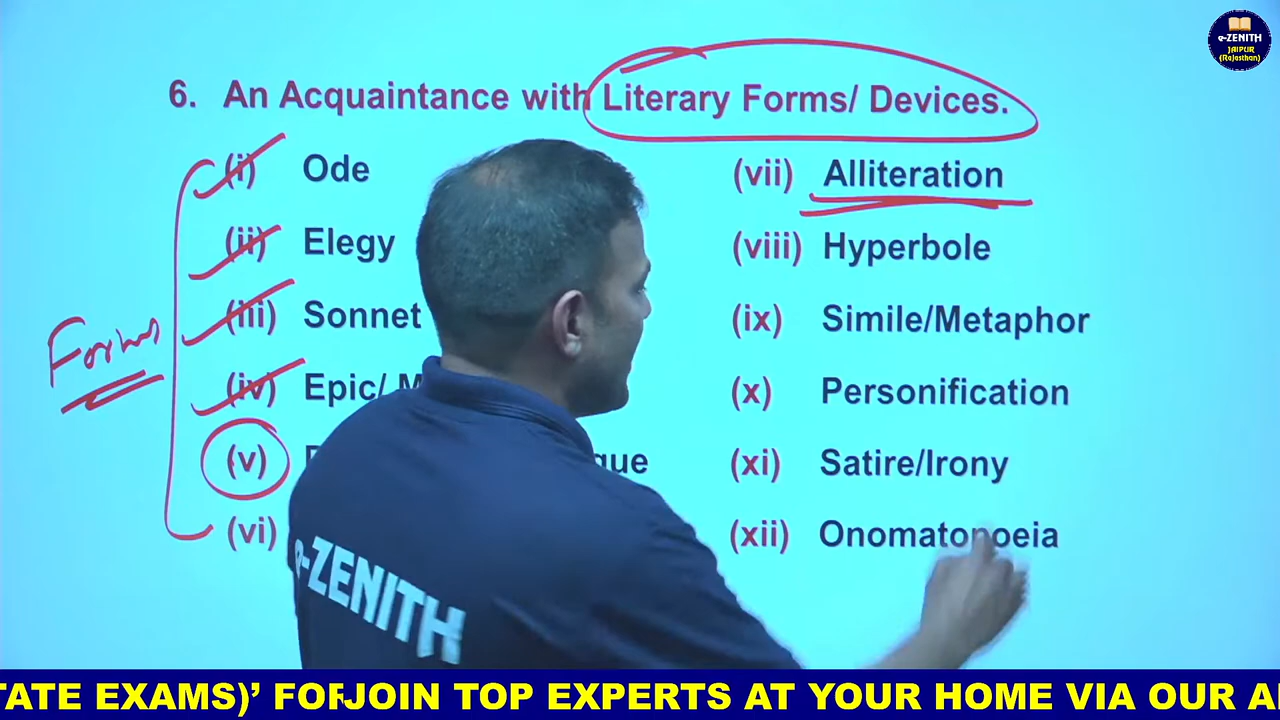 e-ZENITH
JAIPUR
(Rajasthan)
6. An Acquaintance with Literary Forms/ Devices.
(i) Ode
(ii) Elegy
(iii) Sonnet
(iv) Epic/
(v)
(vi)
Forms
(vii) Alliteration
(viii) Hyperbole
(ix) Simile/Metaphor
(x) Personification
(xi) Satire/Irony
(xii) Onomatopoeia
e-ZENITH
TATE EXAMS)’ FOR JOIN TOP EXPERTS AT YOUR HOME VIA OUR A